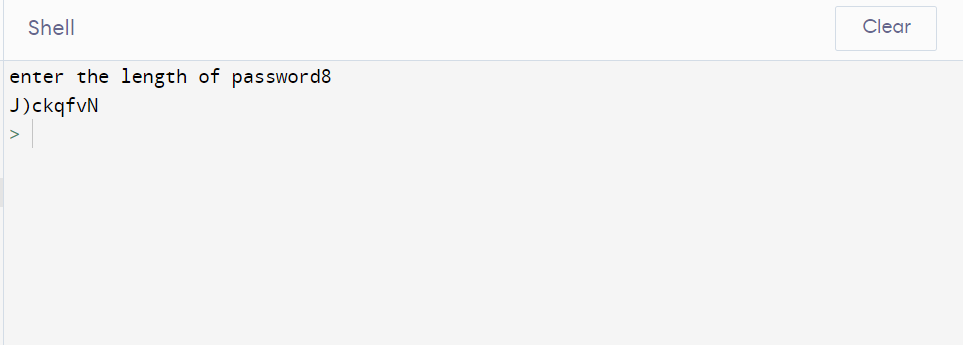 Shell
Clear
enter the length of password8
J)ckqfvN
>